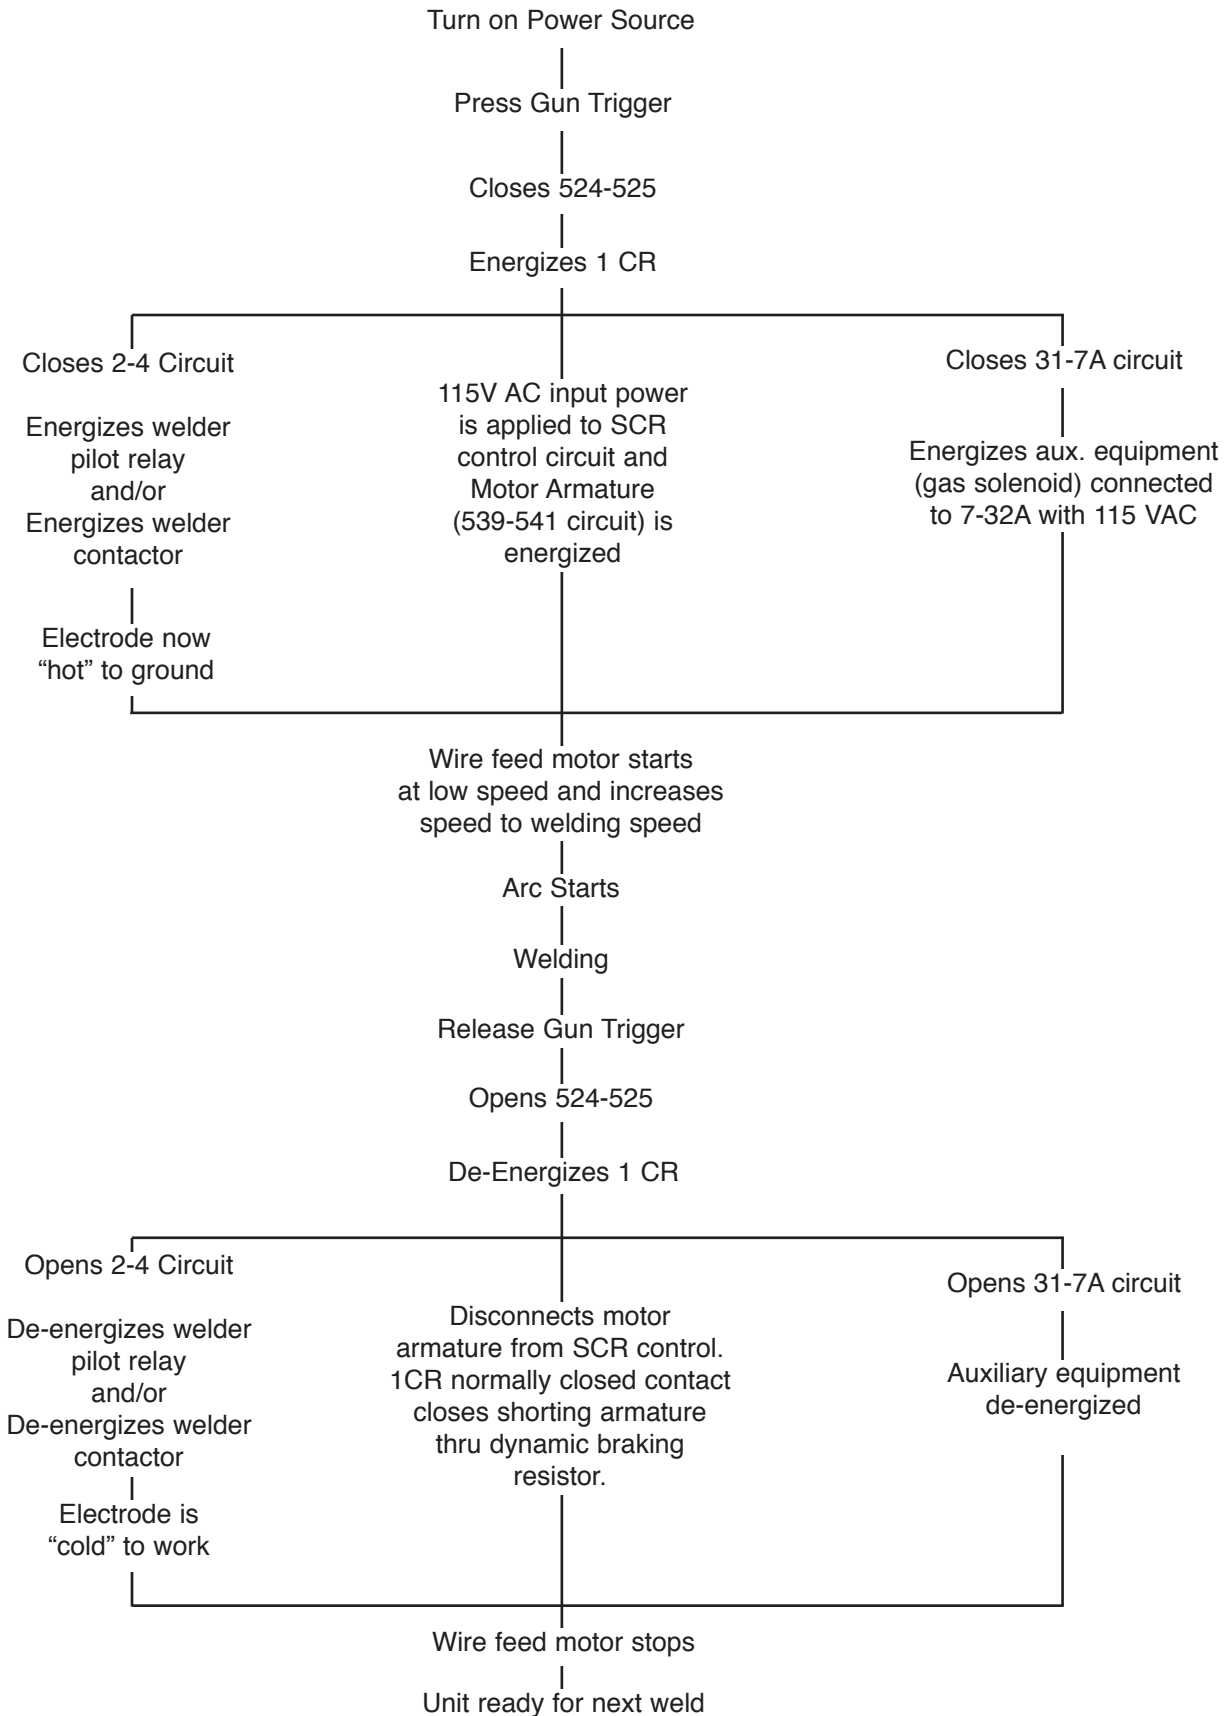 Turn on Power Source
Press Gun Trigger
Closes 524-525
Energizes 1 CR
Closes 2-4 Circuit
Energizes welder
pilot relay
and/or
Energizes welder
contactor
Electrode now
“hot” to ground
115V AC input power
is applied to SCR
control circuit and
Motor Armature
(539-541 circuit) is
energized
Closes 31-7A circuit
Energizes aux. equipment
(gas solenoid) connected
to 7-32A with 115 VAC
Wire feed motor starts
at low speed and increases
speed to welding speed
Arc Starts
Welding
Release Gun Trigger
Opens 524-525
De-Energizes 1 CR
Opens 2-4 Circuit
De-energizes welder
pilot relay
and/or
De-energizes welder
contactor
Electrode is
“cold” to work
Disconnects motor
armature from SCR control.
1CR normally closed contact
closes shorting armature
thru dynamic braking
resistor.
Opens 31-7A circuit
Auxiliary equipment
de-energized
Wire feed motor stops
Unit ready for next weld